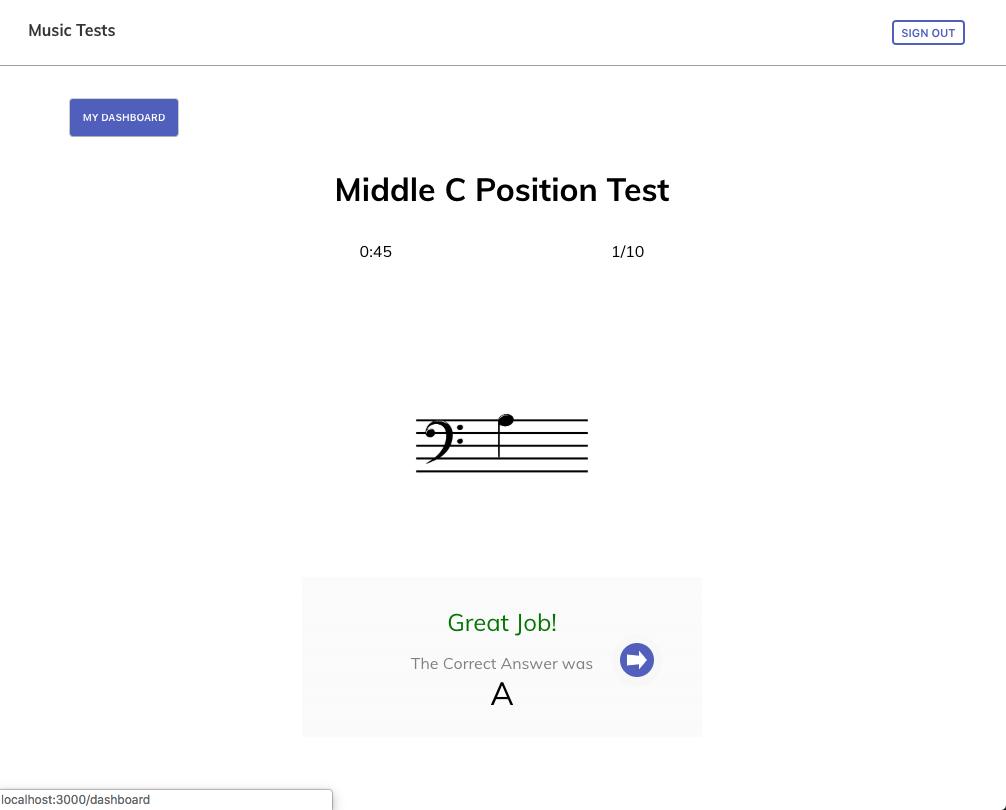 Music Tests
SIGN OUT
MY DASHBOARD
Middle C Position Test
0:45
1/10
Great Job!
The Correct Answer was
A
localhost:3000/dashboard